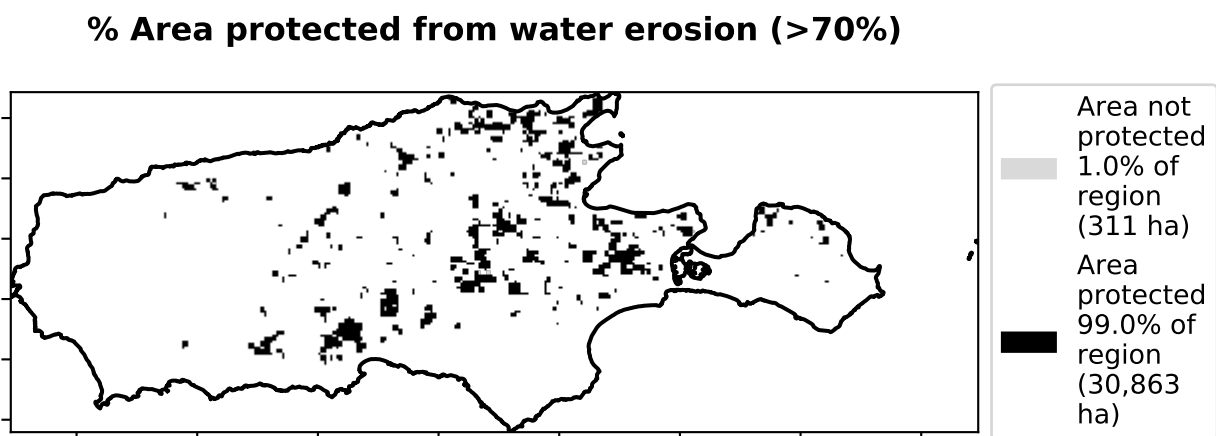 % Area protected from water erosion (>70%)
Area not
protected
1.0% of
region
(311 ha)
Area
protected
99.0% of
region
(30,863
ha)